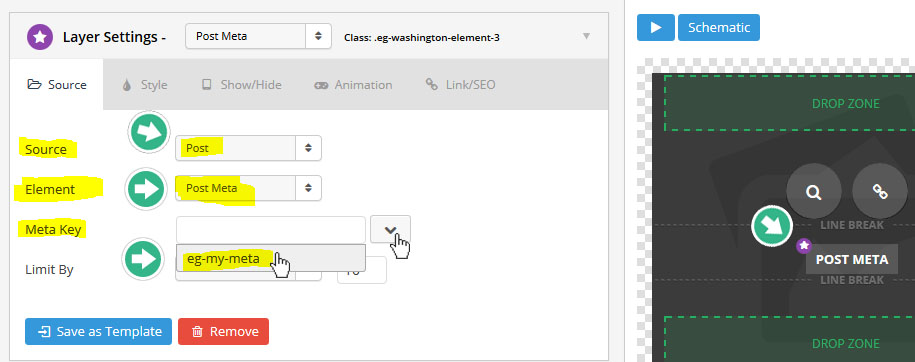 Layer Settings - Post Meta Class: .eg-washington-element-3
Source Style Show/Hide Animation Link/SEO
Source Post
Element Post Meta
Meta Key
eg-my-meta
Limit By
Save as Template Remove
Schematic
DROP ZONE
LINE BREAK
POST META
LINE BREAK
DROP ZONE